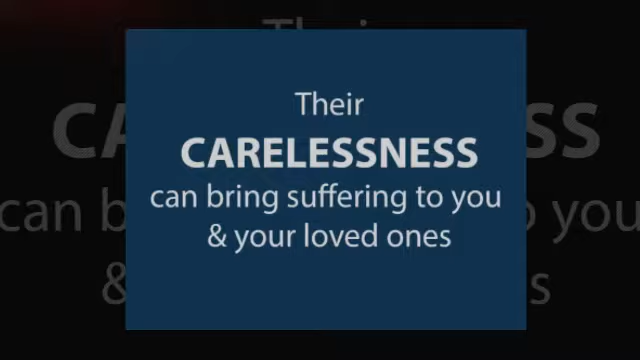 Their
CARELESSNESS
can bring suffering to you
& your loved ones